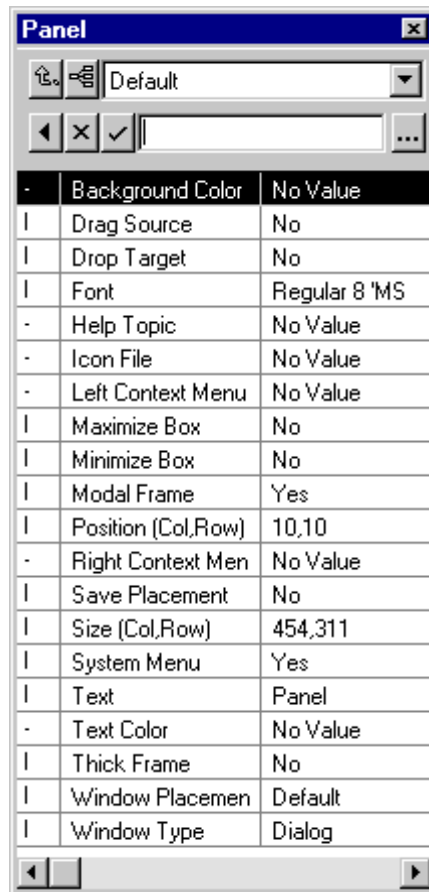 Panel
Default
...
- Background Color No Value
I Drag Source No
I Drop Target No
I Font Regular 8 'MS
- Help Topic No Value
- Icon File No Value
- Left Context Menu No Value
I Maximize Box No
I Minimize Box No
I Modal Frame Yes
I Position (Col,Row) 10,10
- Right Context Men No Value
I Save Placement No
I Size (Col,Row) 454,311
I System Menu Yes
I Text Panel
- Text Color No Value
I Thick Frame No
I Window Placemen Default
I Window Type Dialog